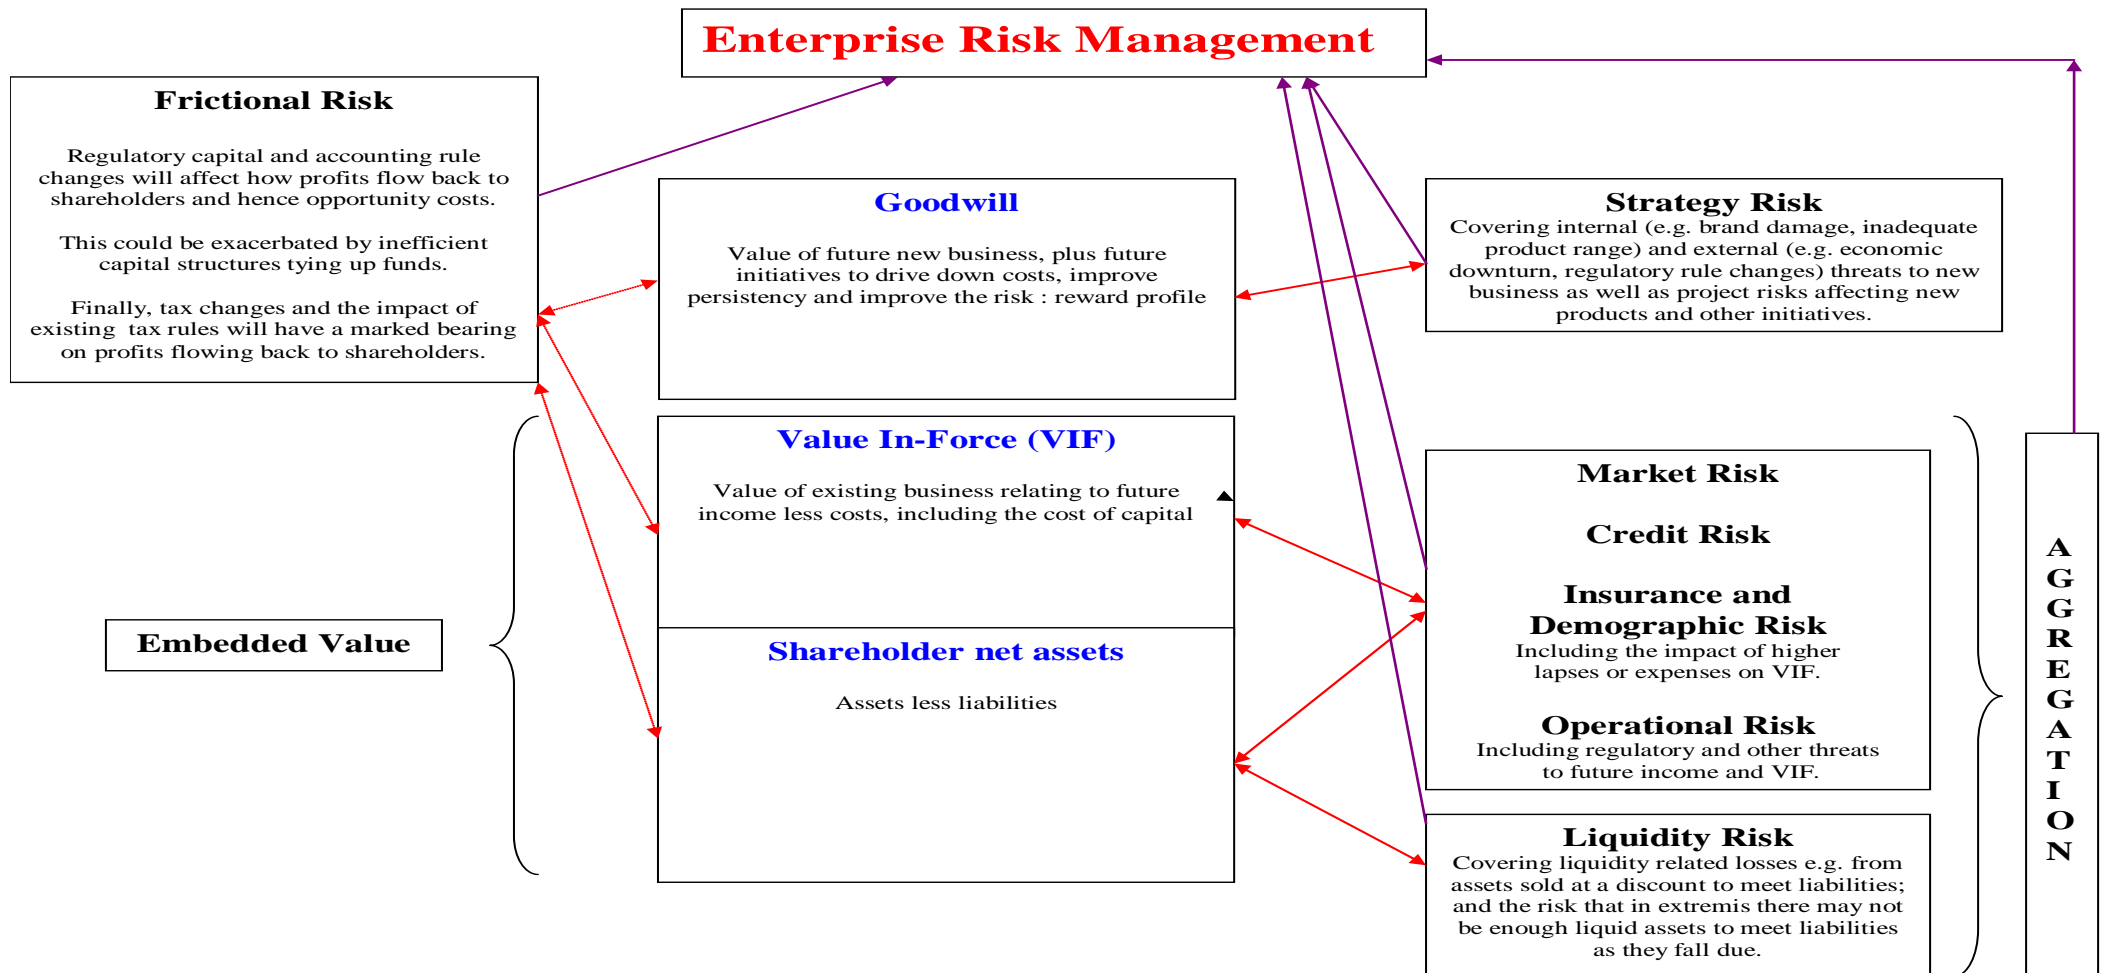 Enterprise Risk Management
Frictional Risk
Regulatory capital and accounting rule
changes will affect how profits flow back to
shareholders and hence opportunity costs.
This could be exacerbated by inefficient
capital structures tying up funds.
Finally, tax changes and the impact of
existing tax rules will have a marked bearing
on profits flowing back to shareholders.
Goodwill
Value of future new business, plus future
initiatives to drive down costs, improve
persistency and improve the risk : reward profile
Strategy Risk
Covering internal (e.g. brand damage, inadequate
product range) and external (e.g. economic
downturn, regulatory rule changes) threats to new
business as well as project risks affecting new
products and other initiatives.
Value In-Force (VIF)
Value of existing business relating to future
income less costs, including the cost of capital
Market Risk
Credit Risk
Insurance and
Demographic Risk
Including the impact of higher
lapses or expenses on VIF.
Operational Risk
Including regulatory and other threats
to future income and VIF.
Embedded Value
Shareholder net assets
Assets less liabilities
Liquidity Risk
Covering liquidity related losses e.g. from
assets sold at a discount to meet liabilities;
and the risk that in extremis there may not
be enough liquid assets to meet liabilities
as they fall due.
A
G
G
R
E
G
A
T
I
O
N